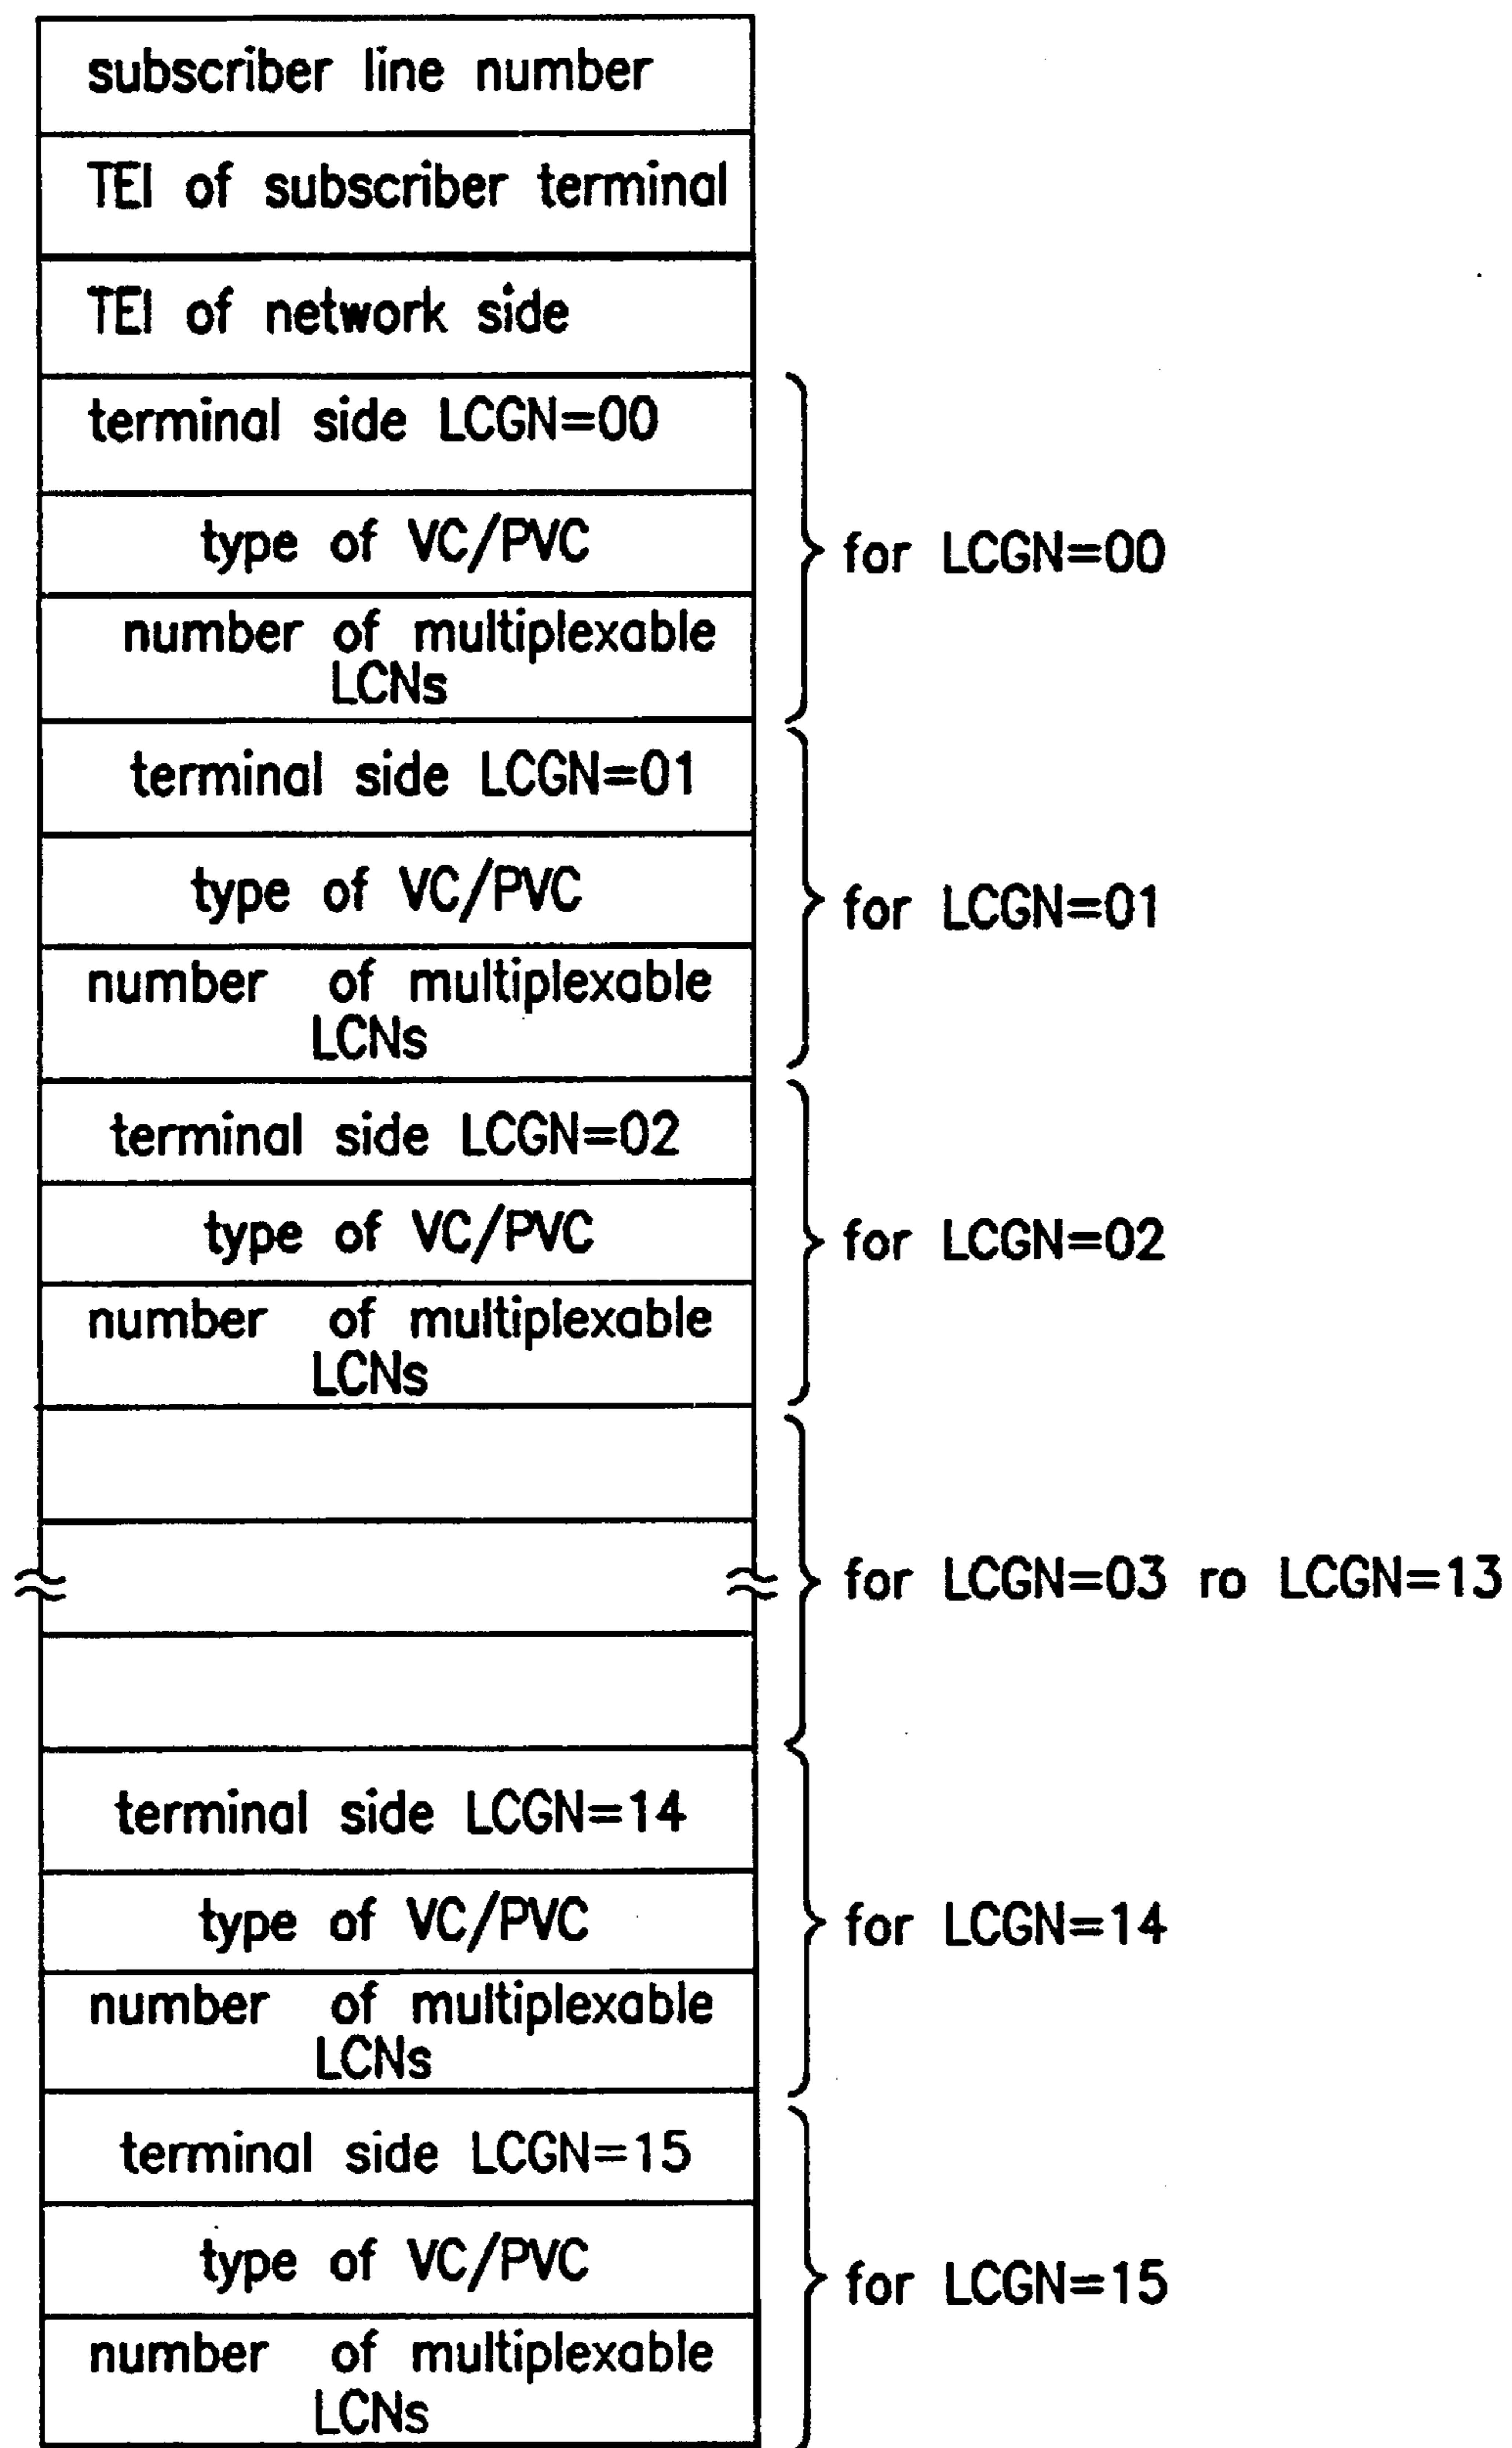 subscriber line number
TEI of subscriber terminal
TEI of network side
terminal side LCGN=00
type of VC/PVC
number of multiplexable
LCNs
for LCGN=00
terminal side LCGN=01
type of VC/PVC
number of multiplexable
LCNs
for LCGN=01
terminal side LCGN=02
type of VC/PVC
number of multiplexable
LCNs
for LCGN=02
for LCGN=03 ro LCGN=13
terminal side LCGN=14
type of VC/PVC
number of multiplexable
LCNs
for LCGN=14
terminal side LCGN=15
type of VC/PVC
number of multiplexable
LCNs
for LCGN=15